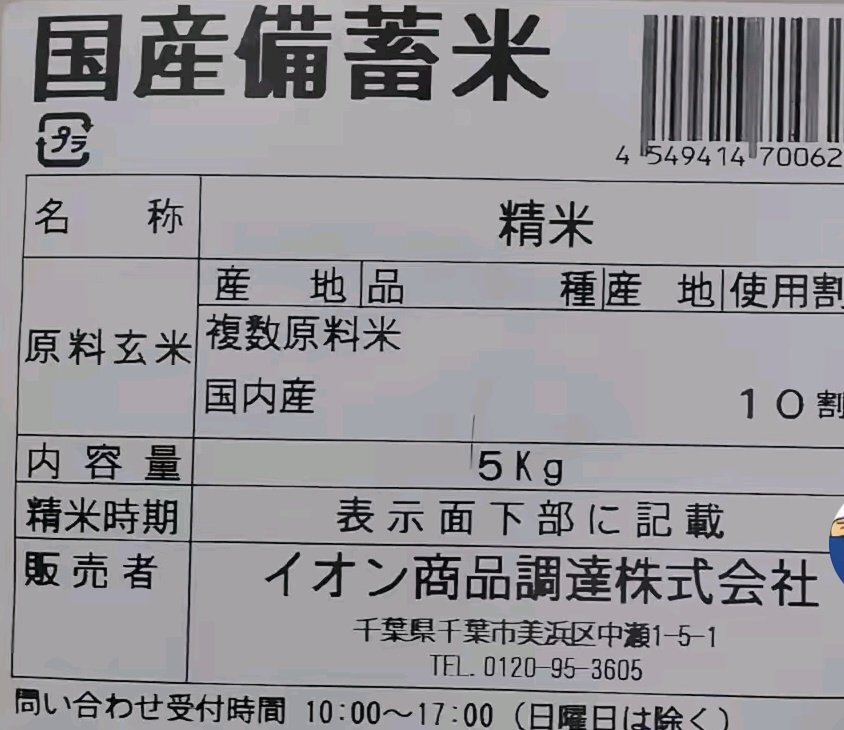 国産備蓄米
プラ
4 549414 70062
名称 精米
原料玄米 産地 品種 産地 使用割
複数原料米
国内産 10割
内容量 5Kg
精米時期 表示面下部に記載
販売者 イオン商品調達株式会社
千葉県千葉市美浜区中瀬1-5-1
TEL. 0120-95-3605
問い合わせ受付時間 10:00〜17:00 (日曜日は除く)